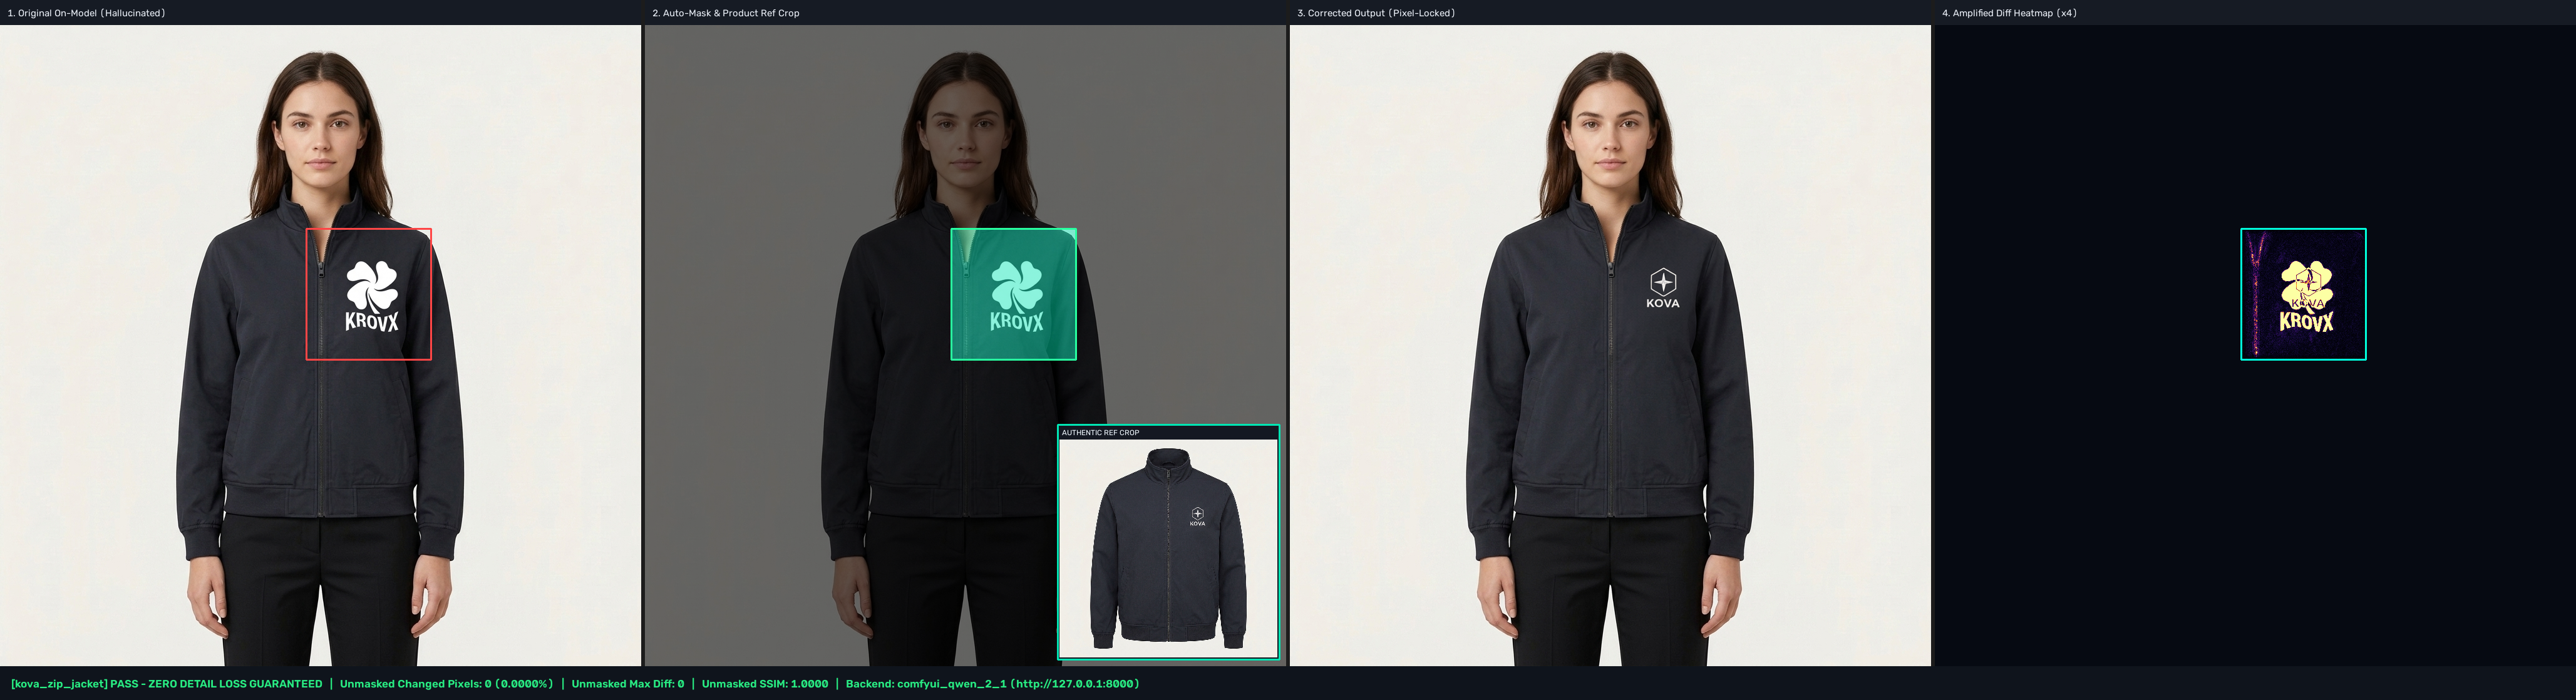 1. Original On-Model (Hallucinated)
2. Auto-Mask & Product Ref Crop
3. Corrected Output (Pixel-Locked)
4. Amplified Diff Heatmap (x4)
KROVX
KROVX
KOVA
KOVA
KROVX
AUTHENTIC REF CROP
KOVA
[kova_zip_jacket] PASS - ZERO DETAIL LOSS GUARANTEED | Unmasked Changed Pixels: 0 (0.0000%) | Unmasked Max Diff: 0 | Unmasked SSIM: 1.0000 | Backend: comfyui_qwen_2_1 (http://127.0.0.1:8000)